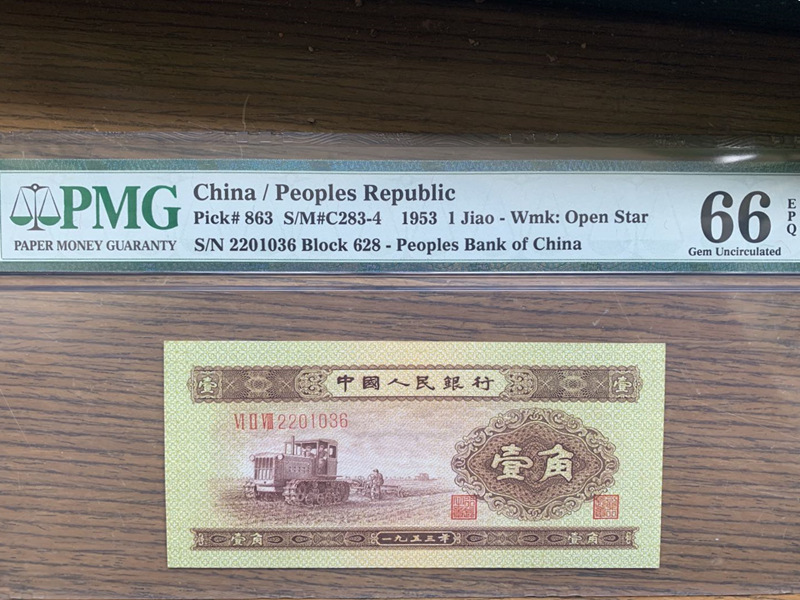 PMG
PAPER MONEY GUARANTY
China / Peoples Republic
Pick# 863 S/M#C283-4 1953 1 Jiao - Wmk: Open Star
S/N 2201036 Block 628 - Peoples Bank of China
66 EPQ
Gem Uncirculated
壹 中國人民銀行 壹
VI II VIII 2201036
壹角
壹角 一九五三年 壹角